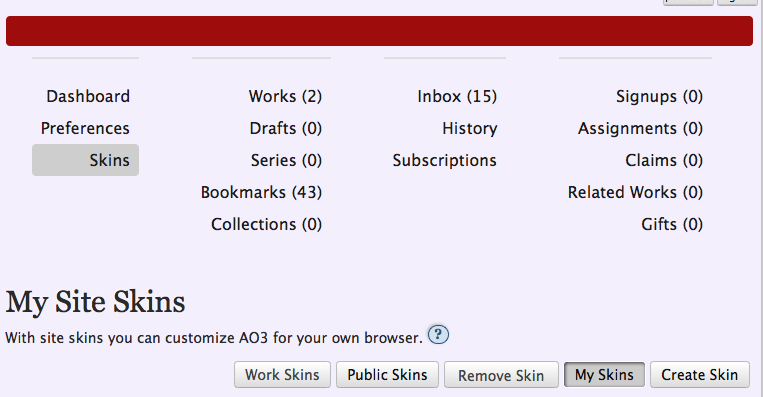 Dashboard
Preferences
Skins
Works (2)
Drafts (0)
Series (0)
Bookmarks (43)
Collections (0)
Inbox (15)
History
Subscriptions
Signups (0)
Assignments (0)
Claims (0)
Related Works (0)
Gifts (0)
My Site Skins
With site skins you can customize AO3 for your own browser. ?
Work Skins Public Skins Remove Skin My Skins Create Skin